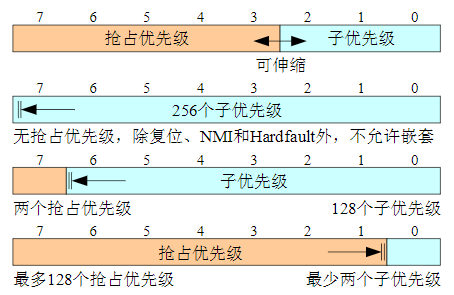 7 6 5 4 3 2 1 0
抢占优先级 子优先级
可伸缩
7 6 5 4 3 2 1 0
256个子优先级
无抢占优先级，除复位、NMI和Hardfault外，不允许嵌套
7 6 5 4 3 2 1 0
子优先级
两个抢占优先级 128个子优先级
7 6 5 4 3 2 1 0
抢占优先级
最多128个抢占优先级 最少两个子优先级